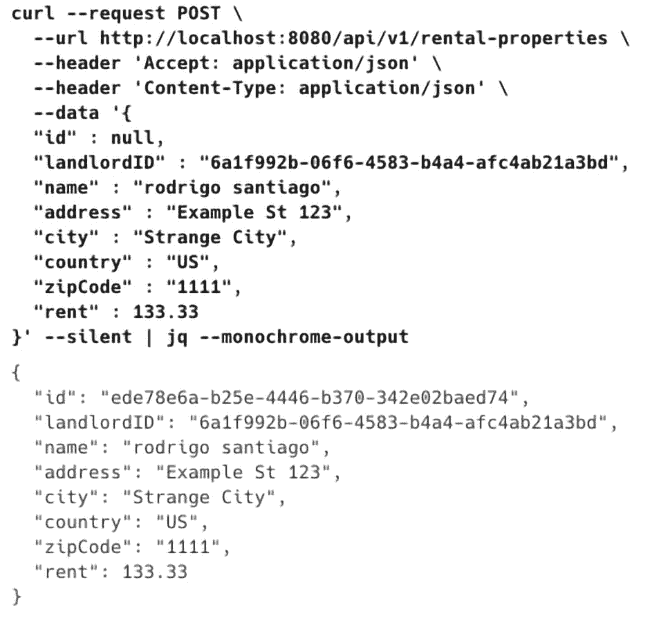 curl --request POST \
--url http://localhost:8080/api/v1/rental-properties \
--header 'Accept: application/json' \
--header 'Content-Type: application/json' \
--data '{
"id" : null,
"landlordID" : "6a1f992b-06f6-4583-b4a4-afc4ab21a3bd",
"name" : "rodrigo santiago",
"address" : "Example St 123",
"city" : "Strange City",
"country" : "US",
"zipCode" : "1111",
"rent" : 133.33
}' --silent | jq --monochrome-output
{
"id": "ede78e6a-b25e-4446-b370-342e02baed74",
"landlordID": "6a1f992b-06f6-4583-b4a4-afc4ab21a3bd",
"name": "rodrigo santiago",
"address": "Example St 123",
"city": "Strange City",
"country": "US",
"zipCode": "1111",
"rent": 133.33
}